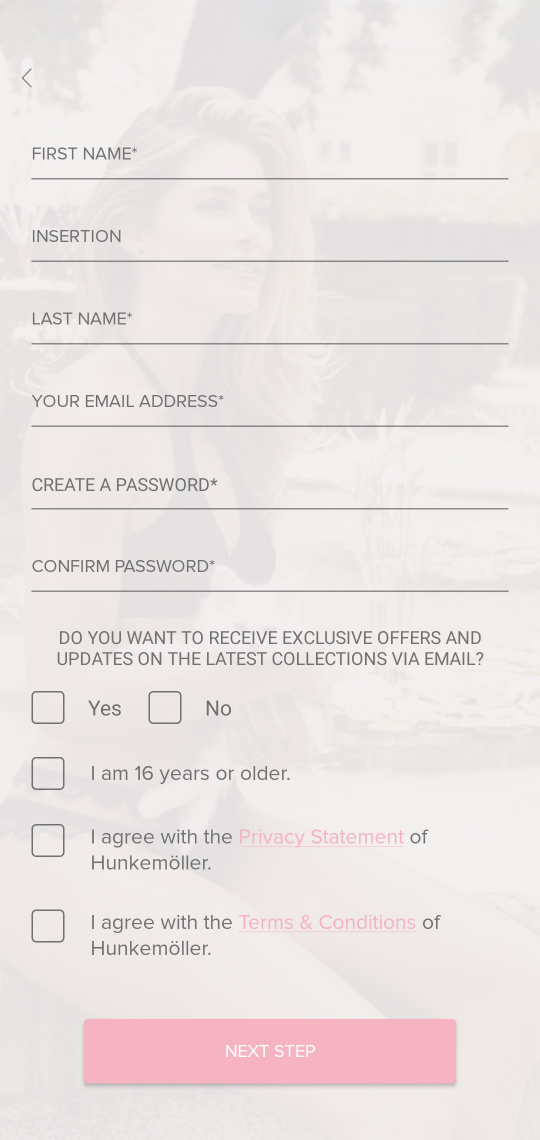 FIRST NAME*
INSERTION
LAST NAME*
YOUR EMAIL ADDRESS*
CREATE A PASSWORD*
CONFIRM PASSWORD*
DO YOU WANT TO RECEIVE EXCLUSIVE OFFERS AND
UPDATES ON THE LATEST COLLECTIONS VIA EMAIL?
Yes No
I am 16 years or older.
I agree with the Privacy Statement of
Hunkemöller.
I agree with the Terms & Conditions of
Hunkemöller.
NEXT STEP